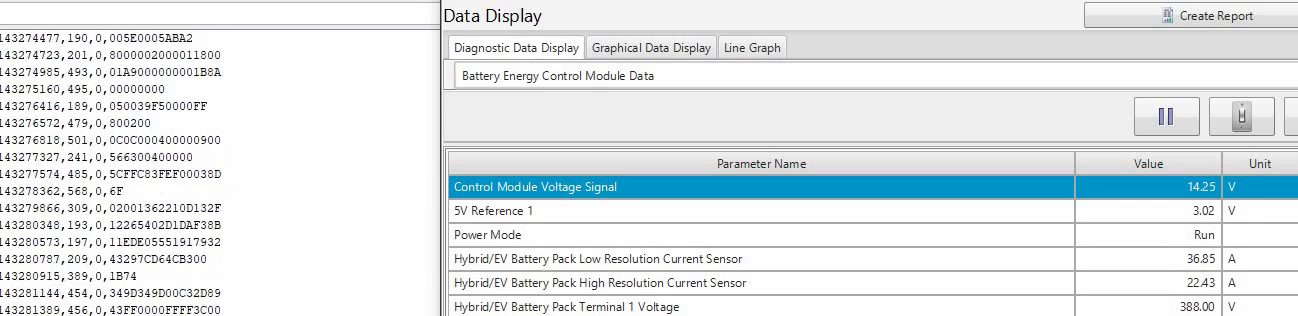 143274477,190,0,005E0005ABA2
143274723,201,0,8000002000011800
143274985,493,0,01A9000000001B8A
143275160,495,0,00000000
143276416,189,0,050039F50000FF
143276572,479,0,800200
143276818,501,0,0C0C000400000900
143277327,241,0,566300400000
143277574,485,0,5CFFC83FEF00038D
143278362,568,0,6F
143279866,309,0,02001362210D132F
143280348,193,0,12265402D1DAF38B
143280573,197,0,11EDE05551917932
143280787,209,0,43297CD64CB300
143280915,389,0,1B74
143281144,454,0,349D349D00C32D89
143281389,456,0,43FF0000FFFF3C00
Data Display
Create Report
Diagnostic Data Display Graphical Data Display Line Graph
Battery Energy Control Module Data
Parameter Name Value Unit
Control Module Voltage Signal 14.25 V
5V Reference 1 3.02 V
Power Mode Run
Hybrid/EV Battery Pack Low Resolution Current Sensor 36.85 A
Hybrid/EV Battery Pack High Resolution Current Sensor 22.43 A
Hybrid/EV Battery Pack Terminal 1 Voltage 388.00 V